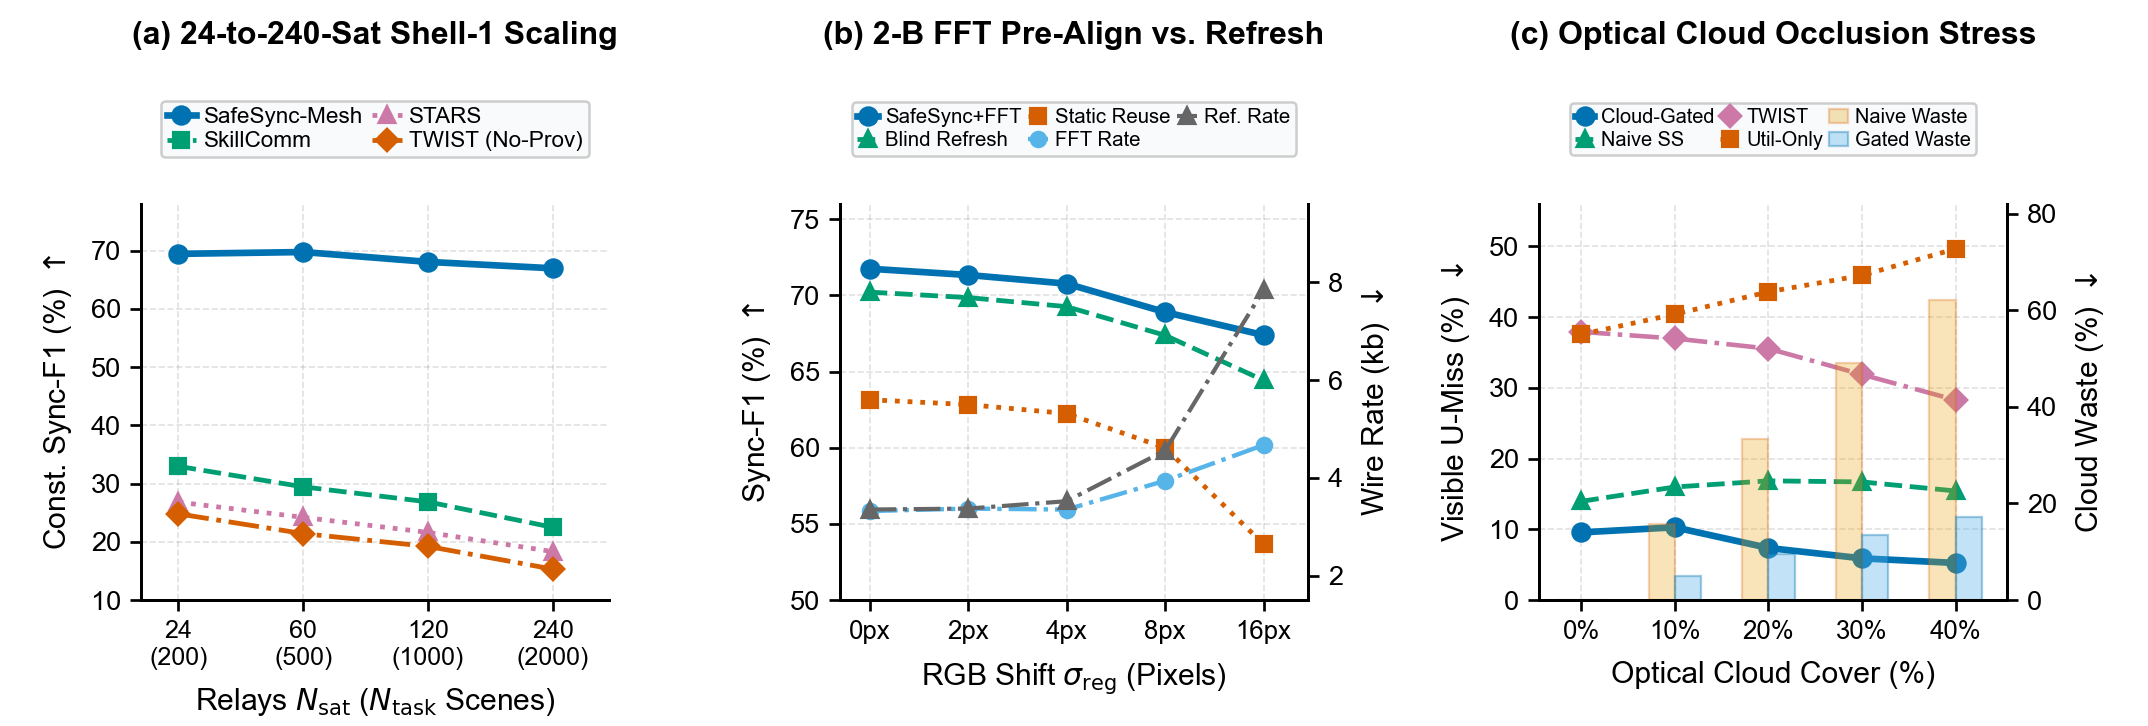 (a) 24-to-240-Sat Shell-1 Scaling
SafeSync-Mesh
SkillComm
STARS
TWIST (No-Prov)
Const. Sync-F1 (%) ↑
70
60
50
40
30
20
10
24
(200)
60
(500)
120
(1000)
240
(2000)
Relays N_sat (N_task Scenes)
(b) 2-B FFT Pre-Align vs. Refresh
SafeSync+FFT
Blind Refresh
Static Reuse
FFT Rate
Ref. Rate
Sync-F1 (%) ↑
75
70
65
60
55
50
8
6
4
2
Wire Rate (kb) ↓
0px
2px
4px
8px
16px
RGB Shift σ_reg (Pixels)
(c) Optical Cloud Occlusion Stress
Cloud-Gated
Naive SS
TWIST
Util-Only
Naive Waste
Gated Waste
Visible U-Miss (%) ↓
50
40
30
20
10
0
80
60
40
20
0
Cloud Waste (%) ↓
0%
10%
20%
30%
40%
Optical Cloud Cover (%)